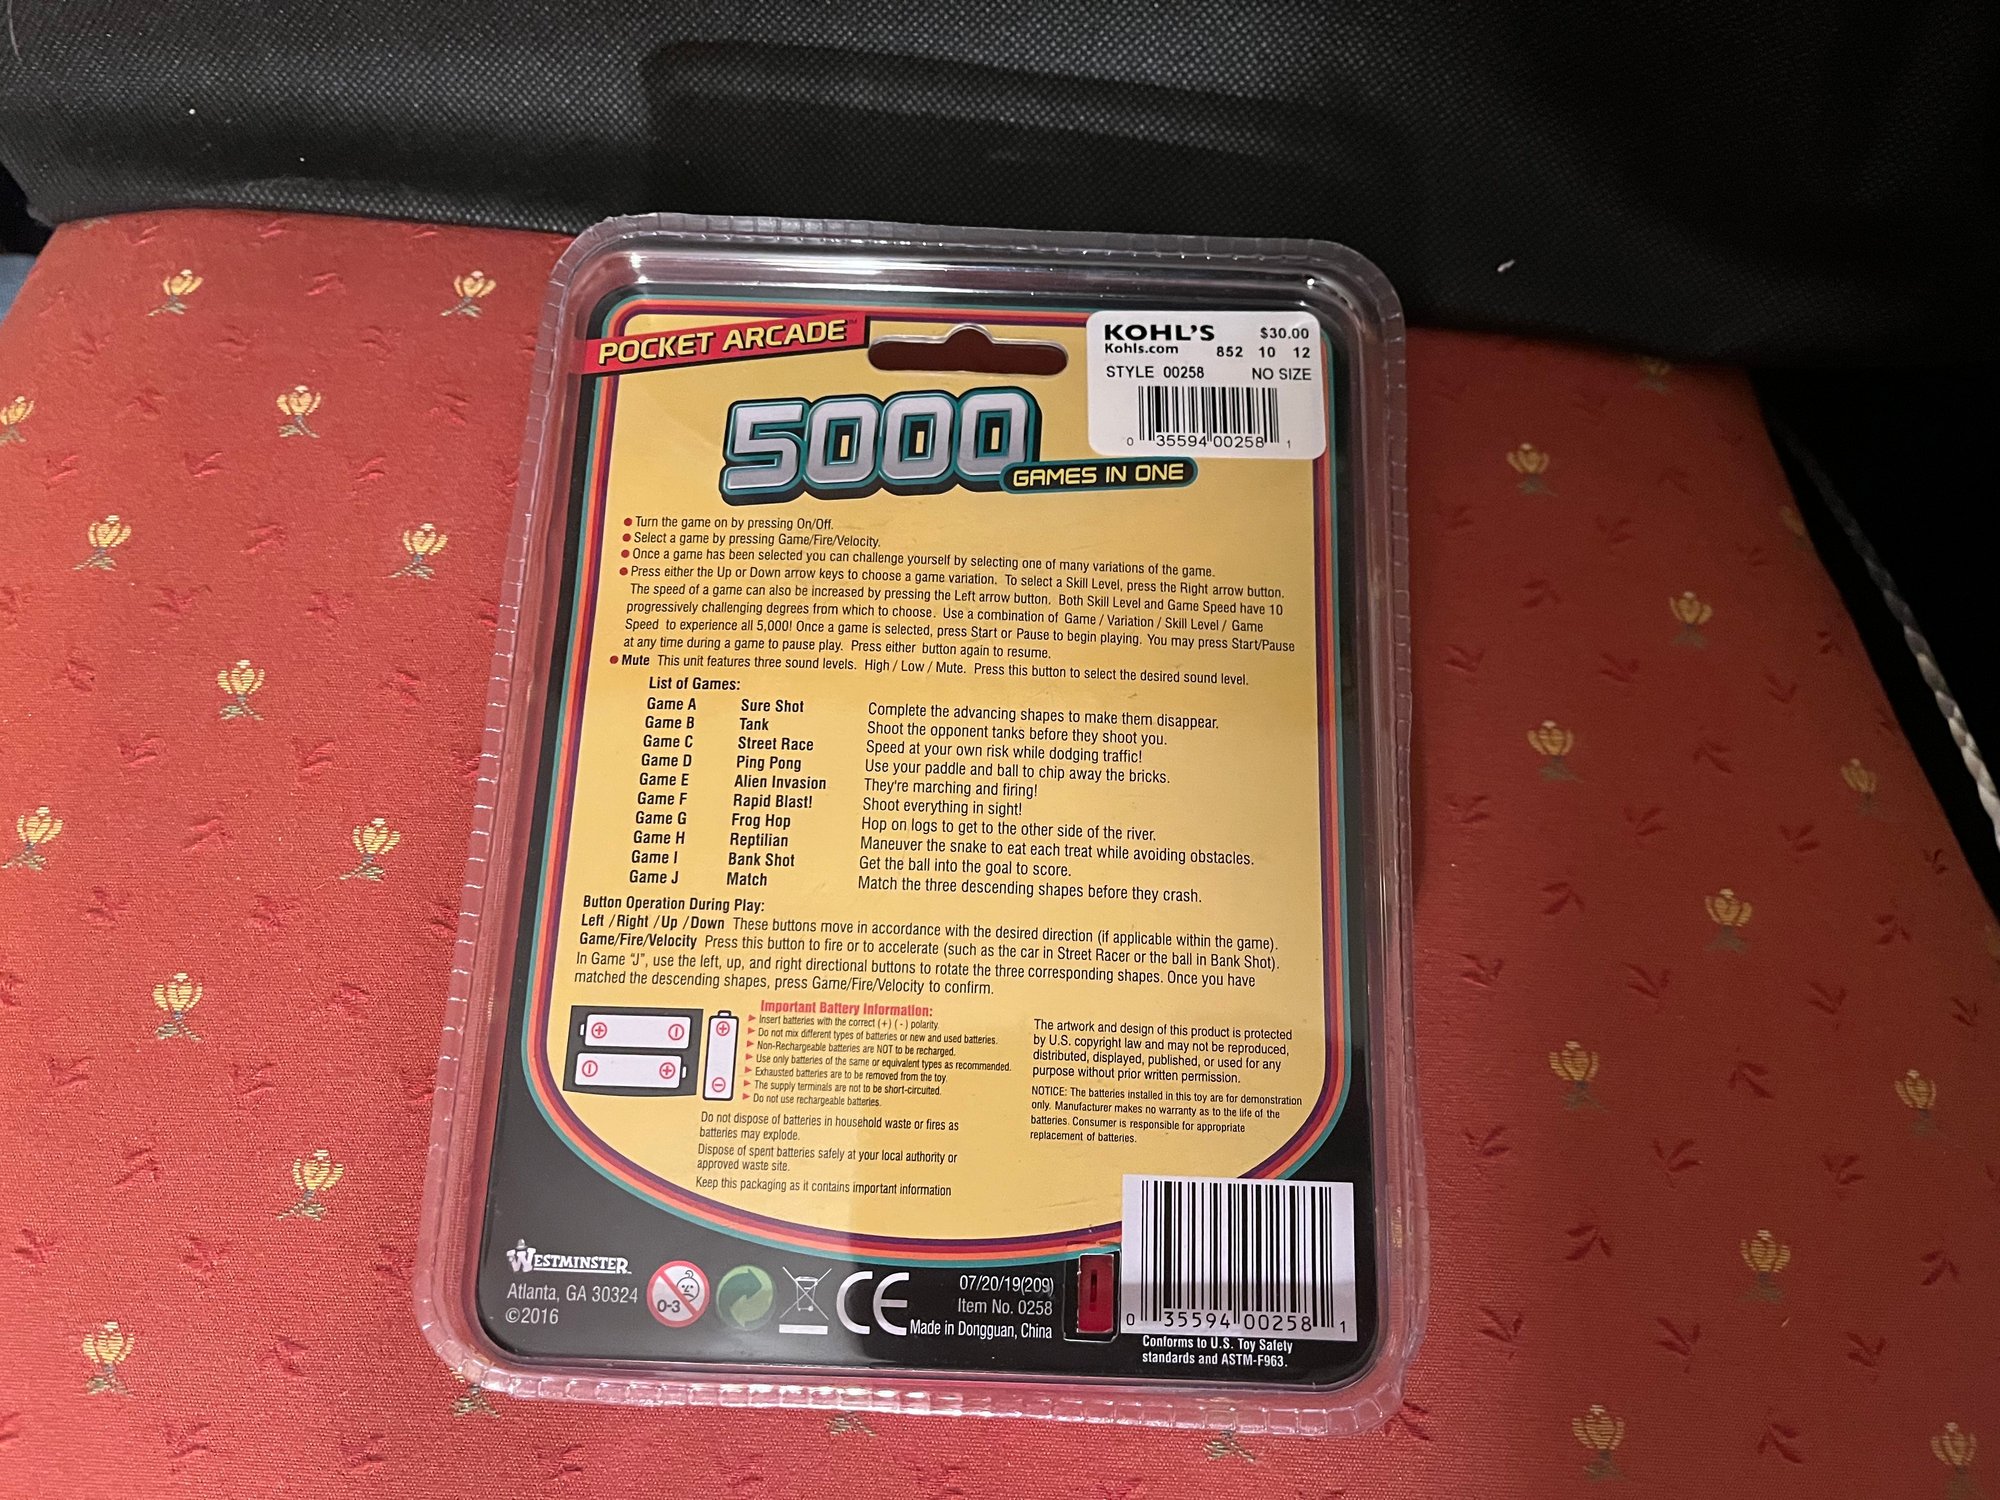 POCKET ARCADE™
KOHL'S $30.00
Kohls.com 852 10 12
STYLE 00258 NO SIZE
0 35594 00258 1
5000
GAMES IN ONE
● Turn the game on by pressing On/Off.
● Select a game by pressing Game/Fire/Velocity.
● Once a game has been selected you can challenge yourself by selecting one of many variations of the game.
● Press either the Up or Down arrow keys to choose a game variation. To select a Skill Level, press the Right arrow button.
The speed of a game can also be increased by pressing the Left arrow button. Both Skill Level and Game Speed have 10
progressively challenging degrees from which to choose. Use a combination of Game / Variation / Skill Level / Game
Speed to experience all 5,000! Once a game is selected, press Start or Pause to begin playing. You may press Start/Pause
at any time during a game to pause play. Press either button again to resume.
● Mute This unit features three sound levels. High / Low / Mute. Press this button to select the desired sound level.
List of Games:
Game A Sure Shot Complete the advancing shapes to make them disappear.
Game B Tank Shoot the opponent tanks before they shoot you.
Game C Street Race Speed at your own risk while dodging traffic!
Game D Ping Pong Use your paddle and ball to chip away the bricks.
Game E Alien Invasion They're marching and firing!
Game F Rapid Blast! Shoot everything in sight!
Game G Frog Hop Hop on logs to get to the other side of the river.
Game H Reptilian Maneuver the snake to eat each treat while avoiding obstacles.
Game I Bank Shot Get the ball into the goal to score.
Game J Match Match the three descending shapes before they crash.
Button Operation During Play:
Left /Right /Up /Down These buttons move in accordance with the desired direction (if applicable within the game).
Game/Fire/Velocity Press this button to fire or to accelerate (such as the car in Street Racer or the ball in Bank Shot).
In Game "J", use the left, up, and right directional buttons to rotate the three corresponding shapes. Once you have
matched the descending shapes, press Game/Fire/Velocity to confirm.
Important Battery Information:
► Insert batteries with the correct (+) (-) polarity.
► Do not mix different types of batteries or new and used batteries.
► Non-Rechargeable batteries are NOT to be recharged.
► Use only batteries of the same or equivalent types as recommended.
► Exhausted batteries are to be removed from the toy.
► The supply terminals are not to be short-circuited.
► Do not use rechargeable batteries.
Do not dispose of batteries in household waste or fires as
batteries may explode.
Dispose of spent batteries safely at your local authority or
approved waste site.
Keep this packaging as it contains important information
The artwork and design of this product is protected
by U.S. copyright law and may not be reproduced,
distributed, displayed, published, or used for any
purpose without prior written permission.
NOTICE: The batteries installed in this toy are for demonstration
only. Manufacturer makes no warranty as to the life of the
batteries. Consumer is responsible for appropriate
replacement of batteries.
WESTMINSTER
Atlanta, GA 30324
©2016
0-3
CE
07/20/19(209)
Item No. 0258
Made in Dongguan, China
0 35594 00258 1
Conforms to U.S. Toy Safety
standards and ASTM-F963.